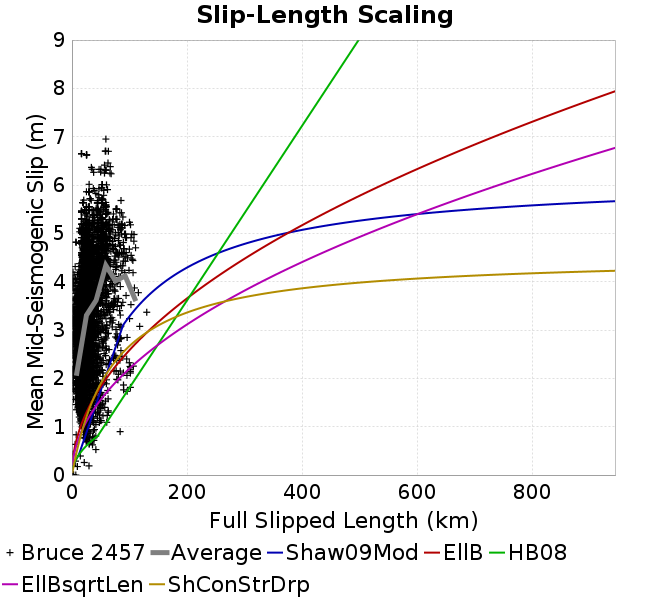 Slip-Length Scaling
Mean Mid-Seismogenic Slip (m)
9
8
7
6
5
4
3
2
1
0
0 200 400 600 800
Full Slipped Length (km)
Bruce 2457 Average Shaw09Mod EllB HB08
EllBsqrtLen ShConStrDrp